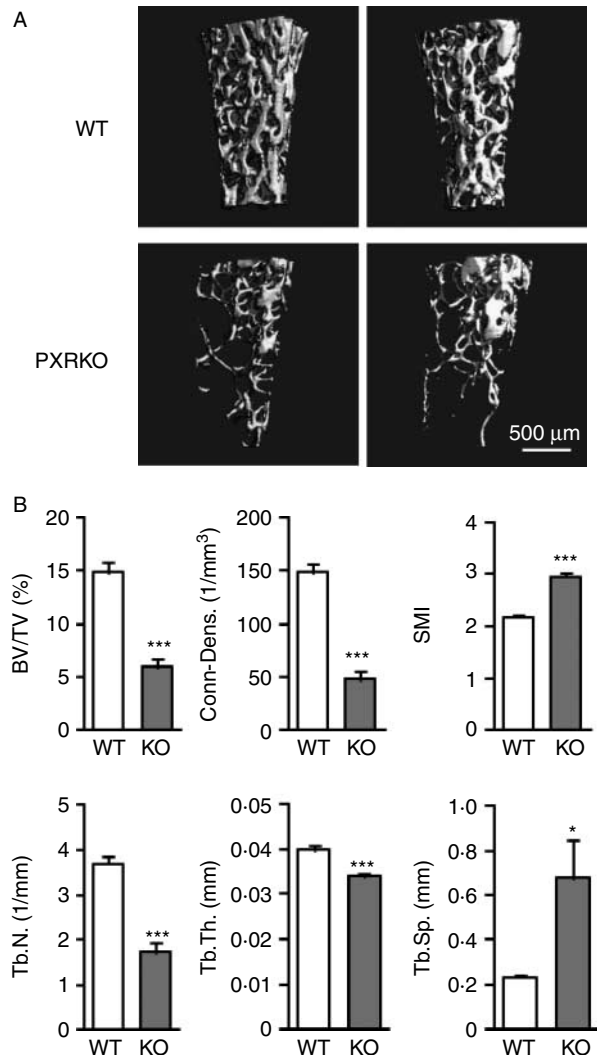 A
WT
PXRKO
500 μm
B
BV/TV (%)
20
15
10
5
0
***
WT KO
Conn-Dens. (1/mm³)
200
150
100
50
0
***
WT KO
SMI
4
3
2
1
0
***
WT KO
Tb.N. (1/mm)
5
4
3
2
1
0
***
WT KO
Tb.Th. (mm)
0·05
0·04
0·03
0·02
0·01
0
***
WT KO
Tb.Sp. (mm)
1·0
0·8
0·6
0·4
0·2
0
*
WT KO